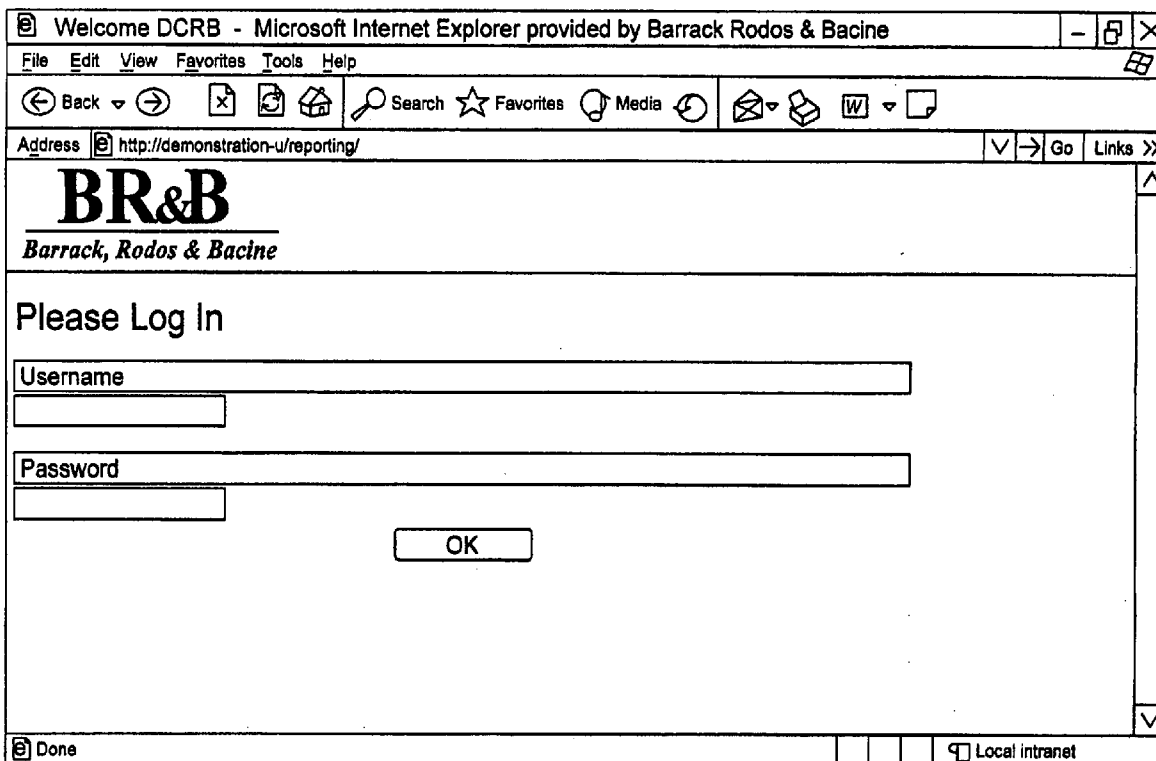 Welcome DCRB - Microsoft Internet Explorer provided by Barrack Rodos & Bacine
File Edit View Favorites Tools Help
Back Search Favorites Media W
Address http://demonstration-u/reporting/ Go Links >>
BR&B
Barrack, Rodos & Bacine
Please Log In
Username
Password
OK
Done Local intranet